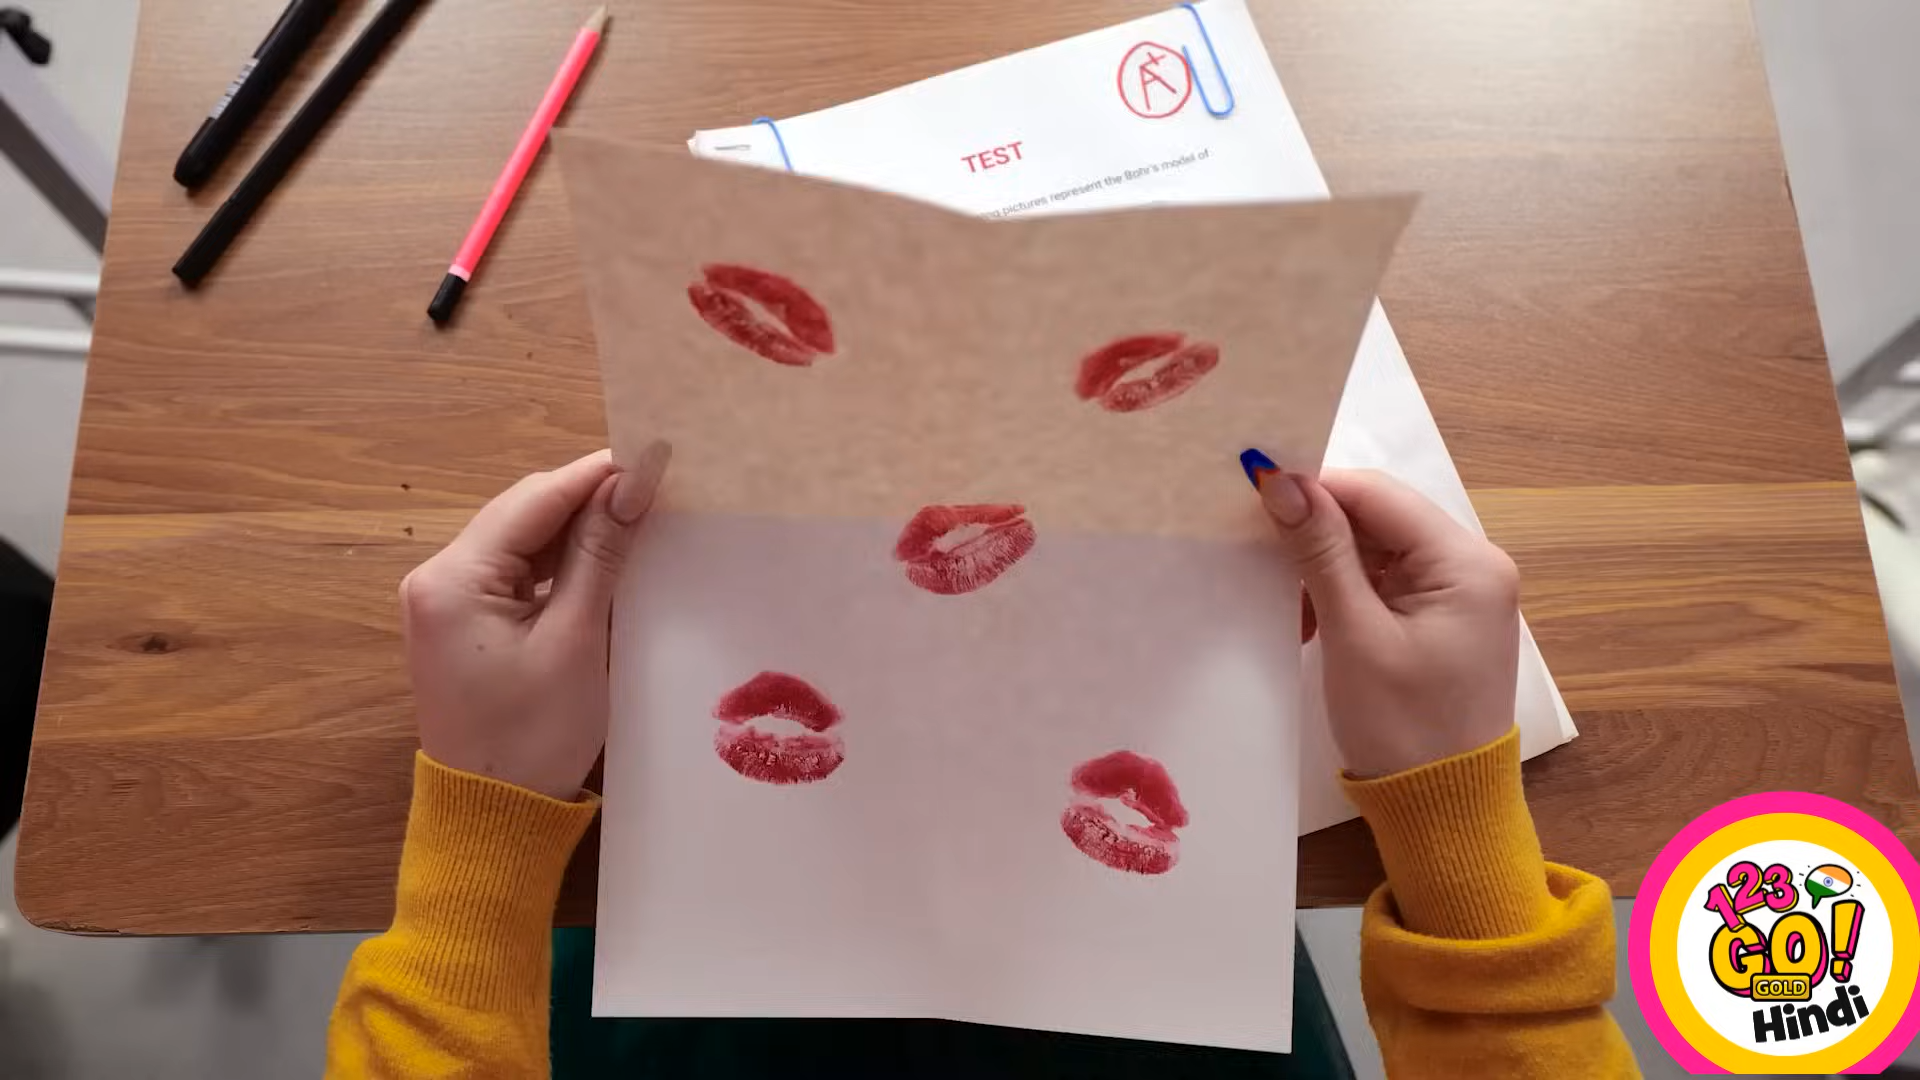 A+
TEST
pictures represent the Bohr's model of
123
GO!
GOLD
Hindi